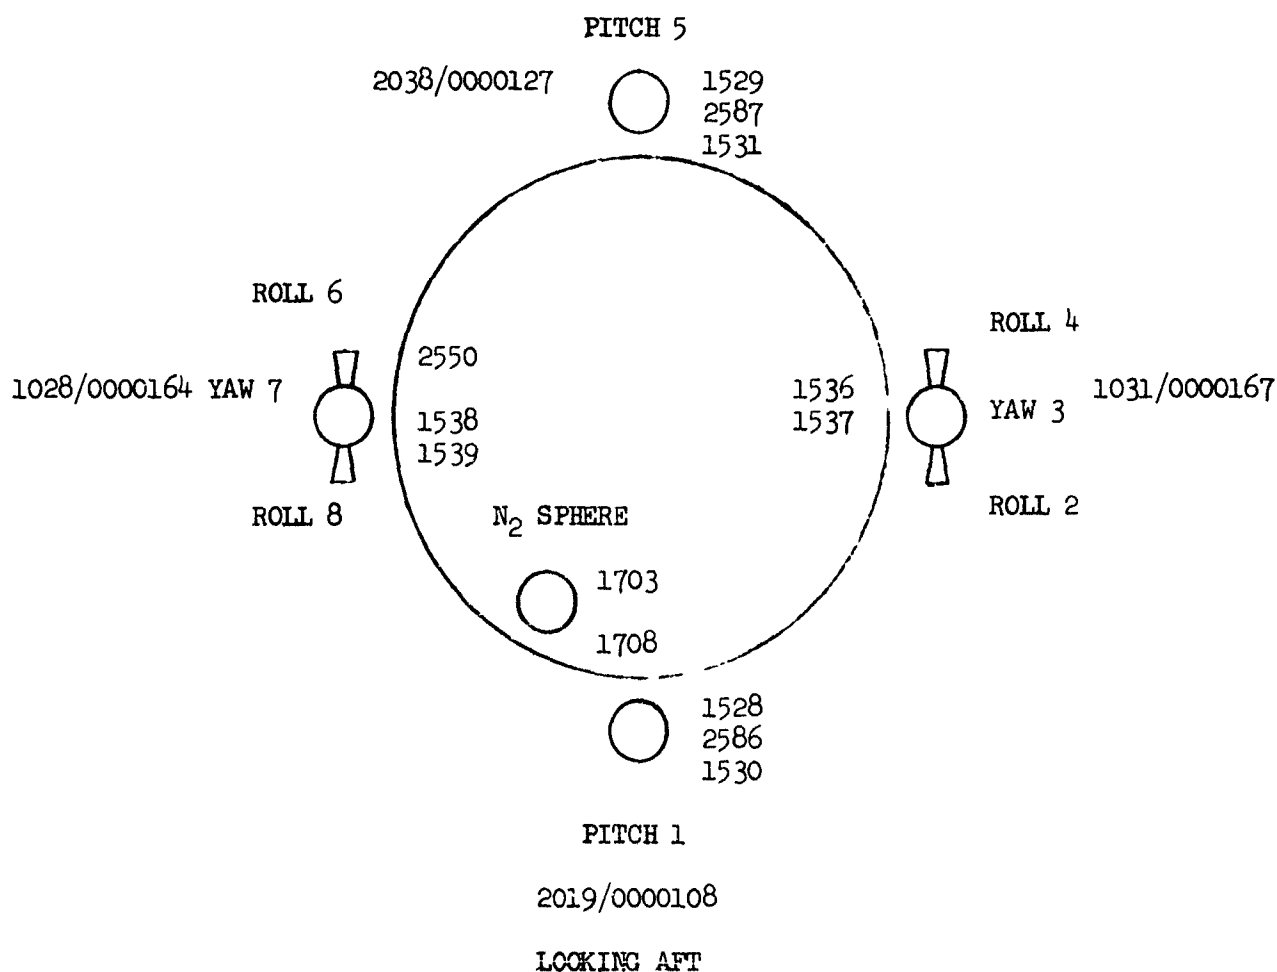 PITCH 5
2038/0000127
1529
2587
1531
ROLL 6
ROLL 4
2550
1028/0000164 YAW 7
1536
1031/0000167
1538
1537
YAW 3
1539
ROLL 8
N2 SPHERE
ROLL 2
1703
1708
1528
2586
1530
PITCH 1
2019/0000108
LOOKING AFT